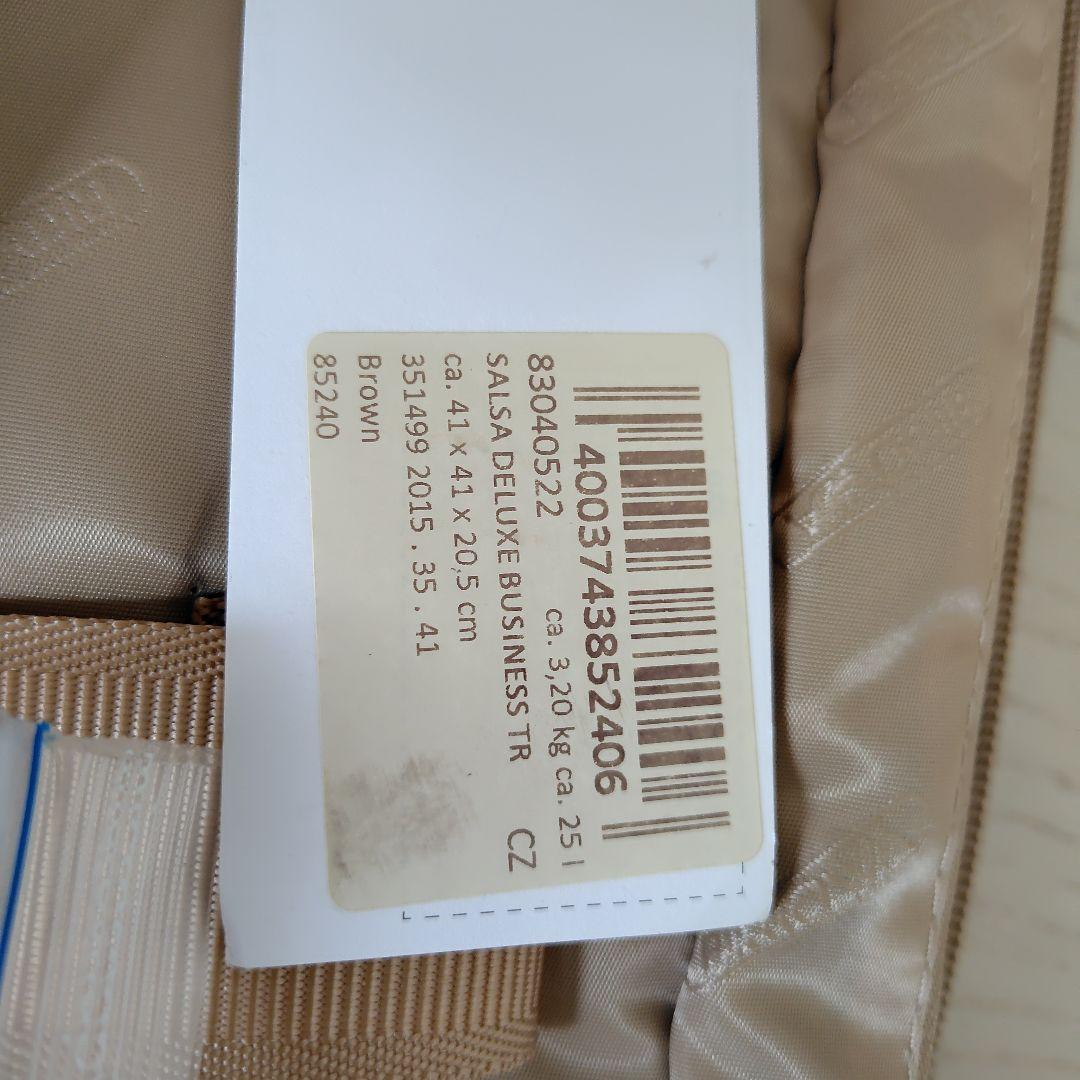 4003743852406
83040522 ca. 3,20 kg ca. 25 l
SALSA DELUXE BUSINESS TR CZ
ca. 41 x 41 x 20,5 cm
351499 2015 . 35 . 41
Brown
85240